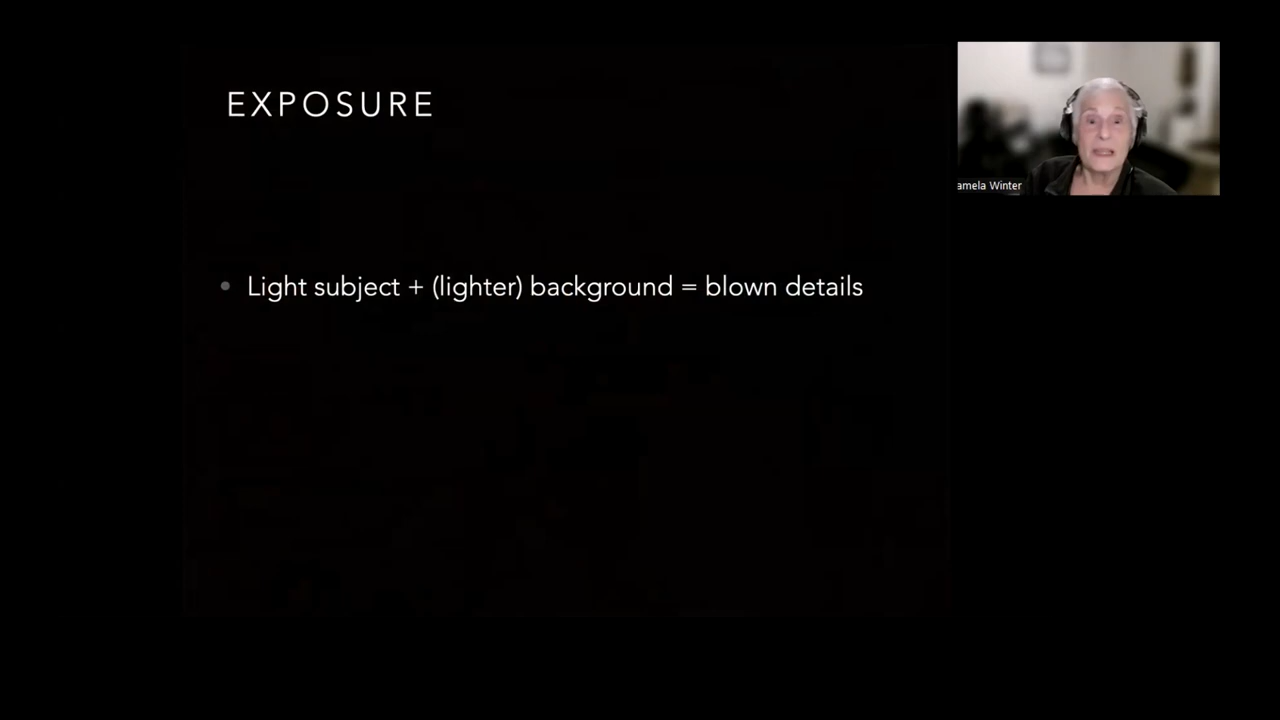 EXPOSURE
• Light subject + (lighter) background = blown details
amela Winter